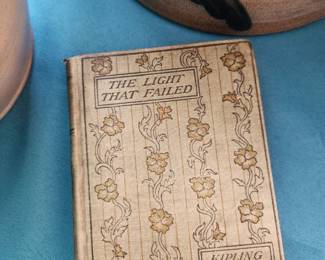 THE LIGHT
THAT FAILED
KIPLING